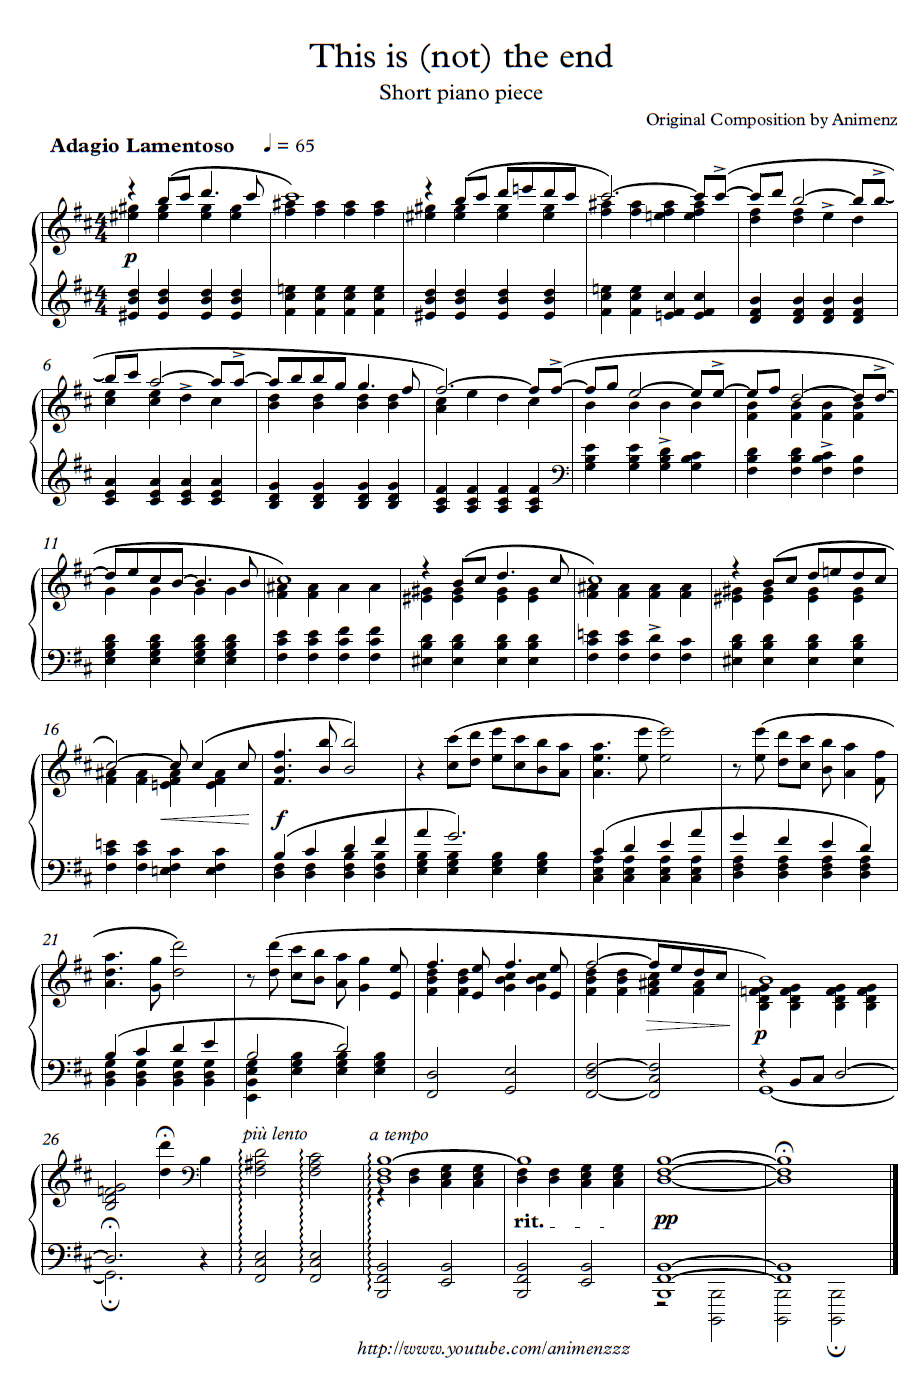 This is (not) the end
Short piano piece
Original Composition by Animenz
Adagio Lamentoso ♩ = 65
p
6
11
16
f
21
p
26
più lento
a tempo
rit.
pp
http://www.youtube.com/animenzzz